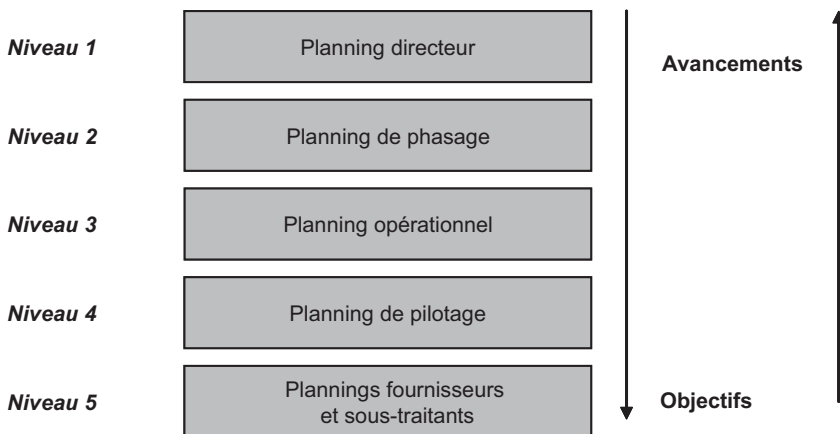 Niveau 1
Planning directeur
Avancements
Niveau 2
Planning de phasage
Niveau 3
Planning opérationnel
Niveau 4
Planning de pilotage
Niveau 5
Plannings fournisseurs
et sous-traitants
Objectifs